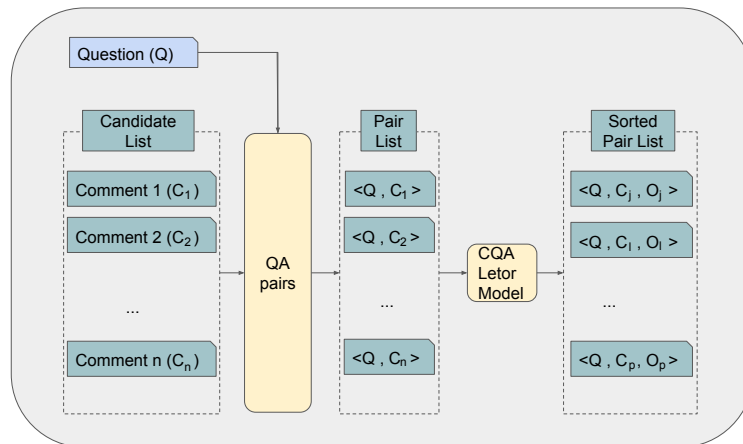 Question (Q)
Candidate
List
Comment 1 (C₁)
Comment 2 (C₂)
...
Comment n (Cₙ)
QA
pairs
Pair
List
<Q , C₁ >
<Q , C₂ >
...
<Q , Cₙ >
CQA
Letor
Model
Sorted
Pair List
<Q , Cⱼ , Oⱼ >
<Q , Cₗ , Oₗ >
...
<Q , Cₚ, Oₚ >